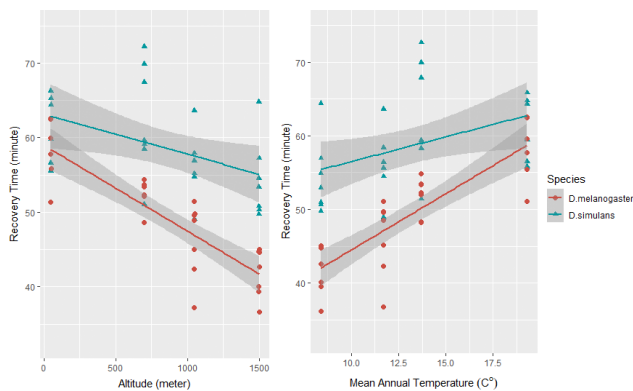 70
60
50
40
Recovery Time (minute)
0
500
1000
1500
Altitude (meter)
70
60
50
40
Recovery Time (minute)
10.0
12.5
15.0
17.5
Mean Annual Temperature (C°)
Species
D.melanogaster
D.simulans